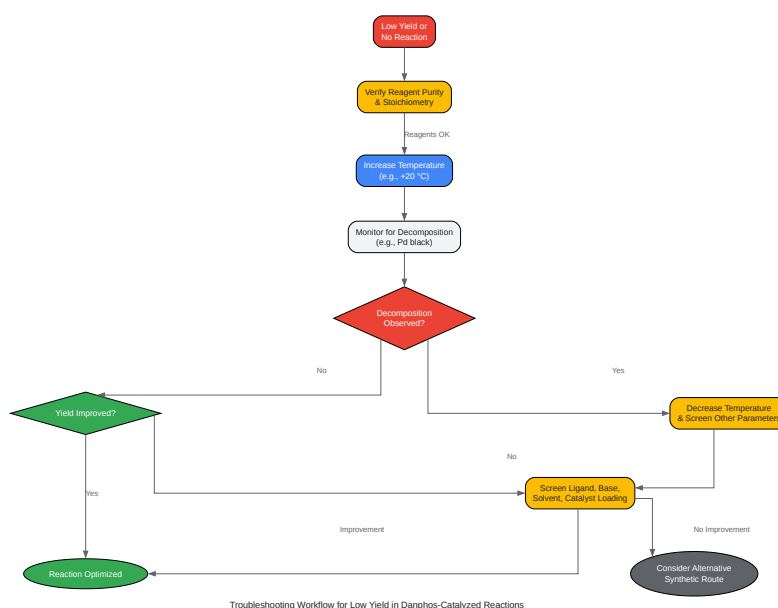 Low Yield or
No Reaction
Verify Reagent Purity
& Stoichiometry
Reagents OK
Increase Temperature
(e.g., +20 °C)
Monitor for Decomposition
(e.g., Pd black)
Decomposition
Observed?
No
Yes
Yield Improved?
Decrease Temperature
& Screen Other Parameters
No
Screen Ligand, Base,
Solvent, Catalyst Loading
Yes
Improvement
No Improvement
Reaction Optimized
Consider Alternative
Synthetic Route
Troubleshooting Workflow for Low Yield in Danphos-Catalyzed Reactions